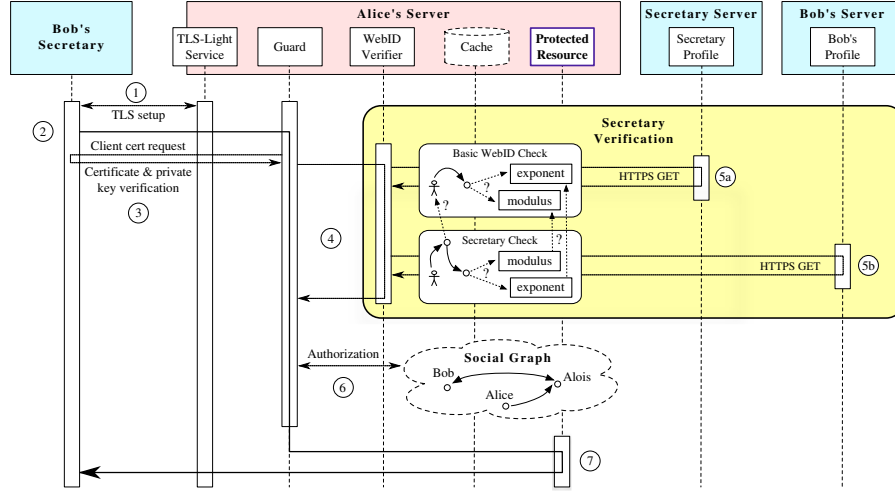 Bob's
Secretary
Alice's Server
TLS-Light
Service
Guard
WebID
Verifier
Cache
Protected
Resource
Secretary Server
Secretary
Profile
Bob's Server
Bob's
Profile
1
TLS setup
2
Client cert request
Certificate & private
key verification
3
4
Secretary
Verification
Basic WebID Check
exponent
modulus
?
?
HTTPS GET
5a
Secretary Check
modulus
exponent
?
?
HTTPS GET
5b
Authorization
6
Social Graph
Bob
Alois
Alice
7